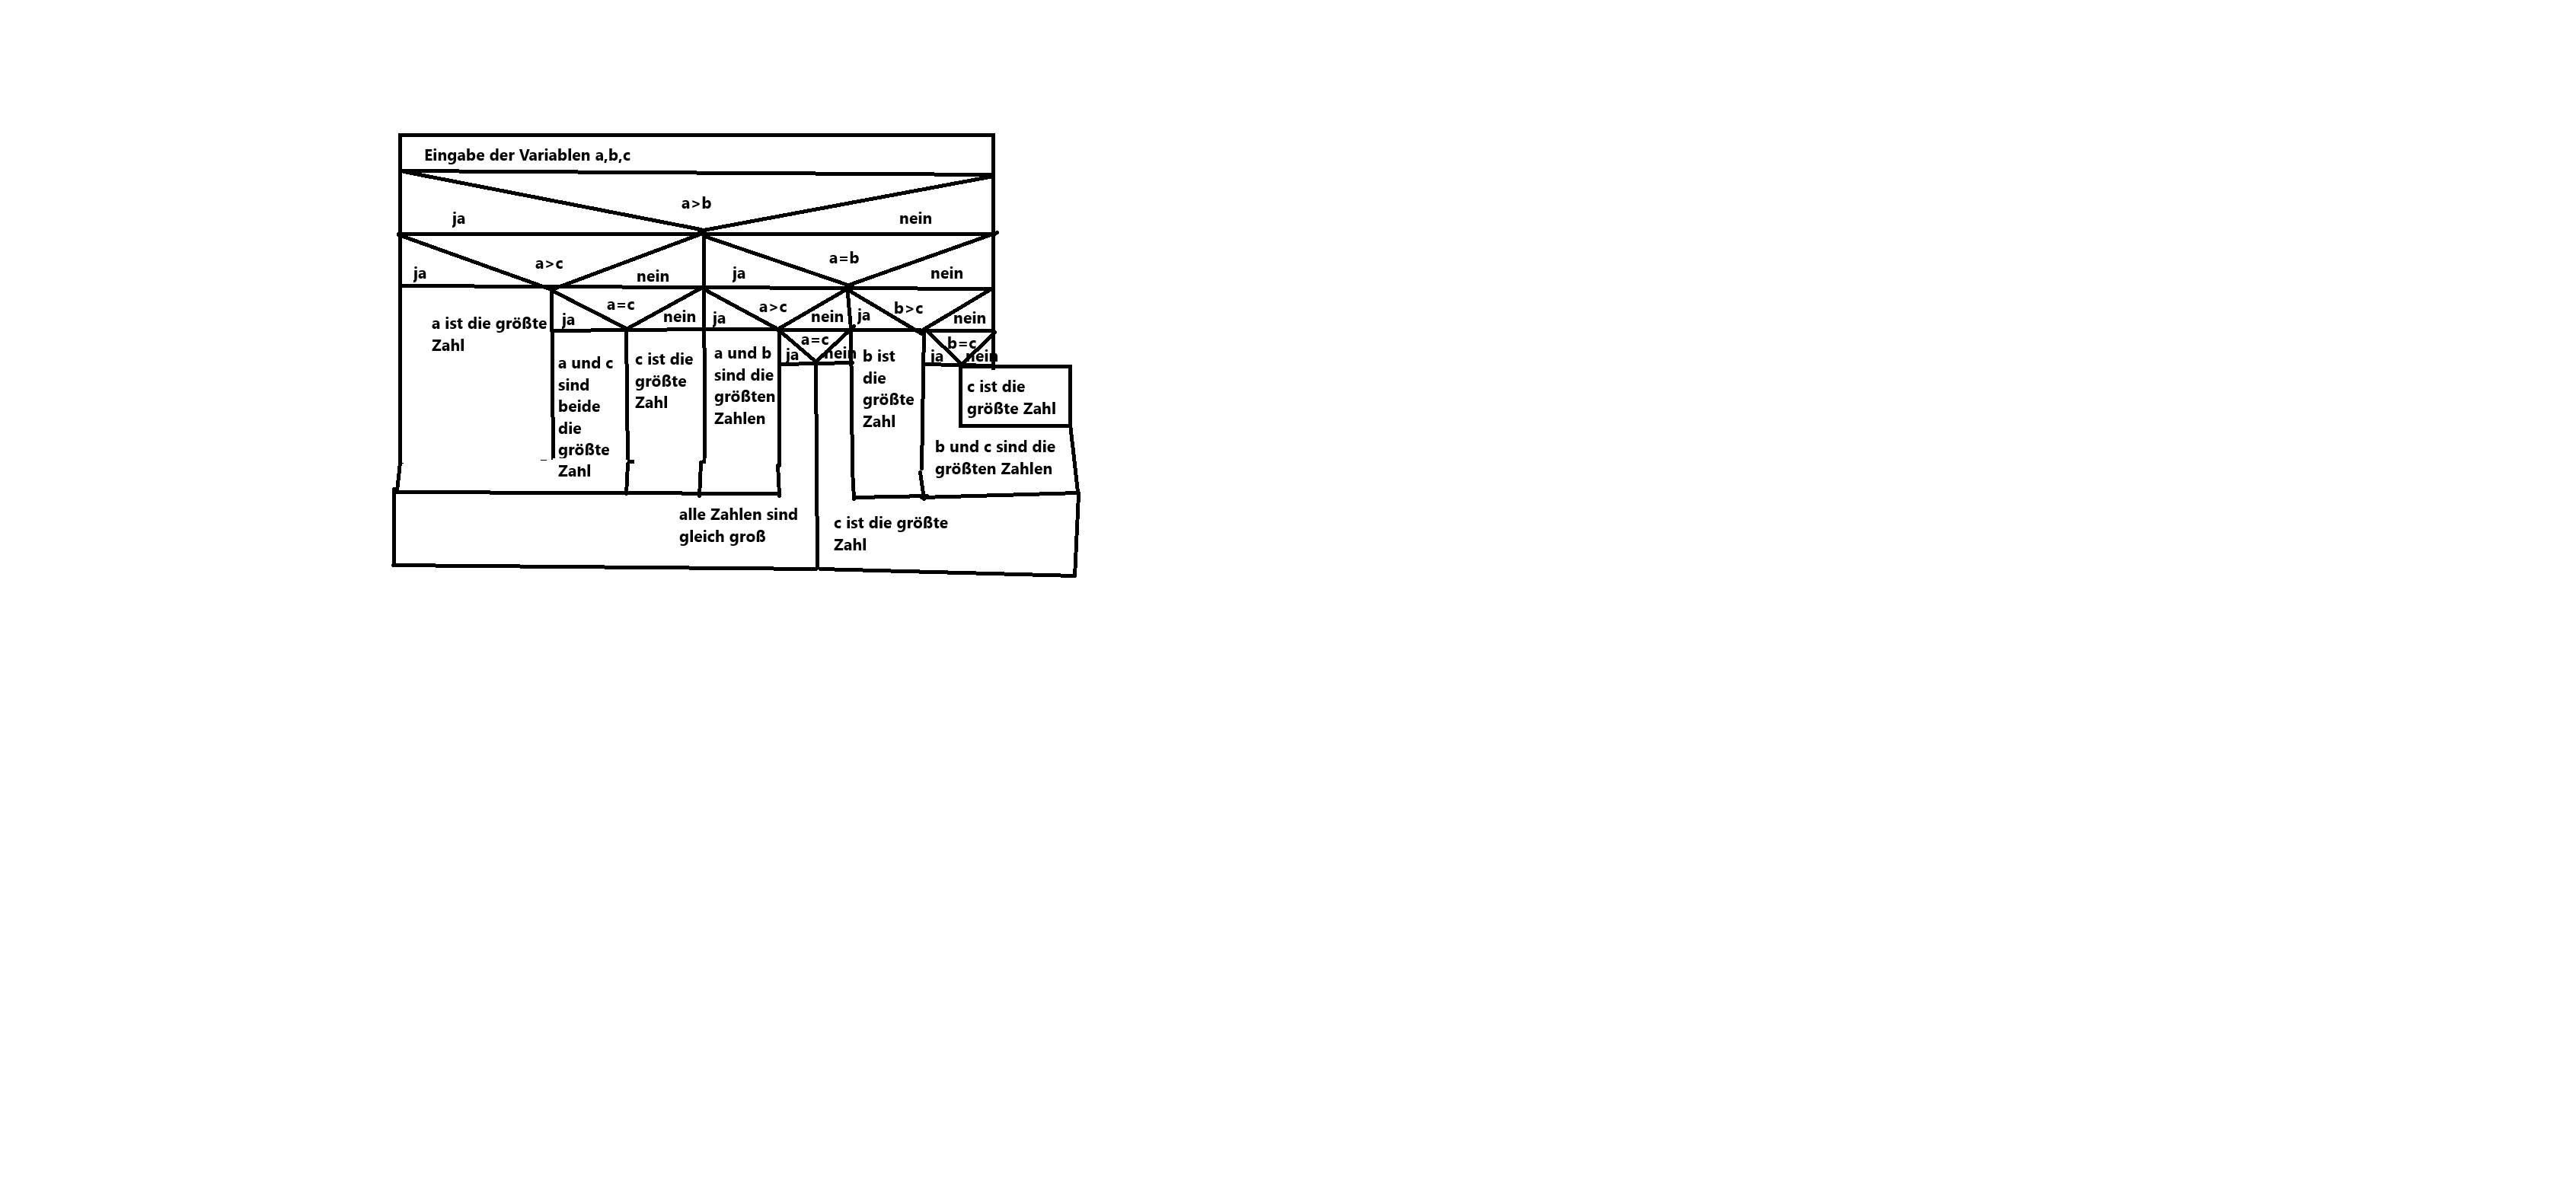 Eingabe der Variablen a,b,c
a>b
ja
nein
a>c
ja
nein
a=b
ja
nein
a ist die größte
Zahl
a=c
ja
nein
a und c
sind
beide
die
größte
Zahl
c ist die
größte
Zahl
a>c
ja
nein
a und b
sind die
größten
Zahlen
a=c
ja
nein
alle Zahlen sind
gleich groß
c ist die größte
Zahl
b>c
ja
nein
b ist
die
größte
Zahl
b=c
ja
nein
b und c sind die
größten Zahlen
c ist die
größte Zahl